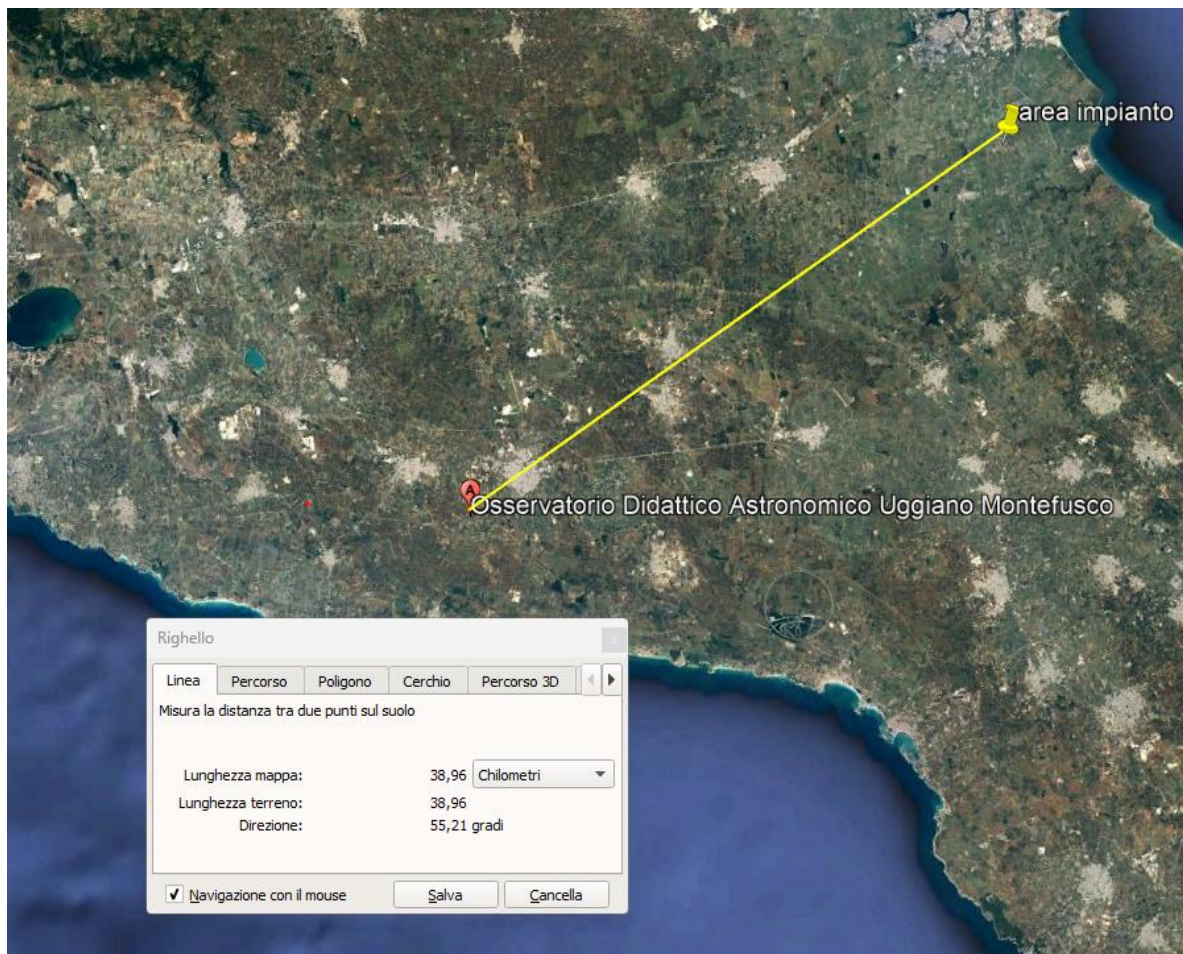 area impianto
A
Osservatorio Didattico Astronomico Uggiano Montefusco
Righello
Linea Percorso Poligono Cerchio Percorso 3D
Misura la distanza tra due punti sul suolo
Lunghezza mappa: 38,96 Chilometri
Lunghezza terreno: 38,96
Direzione: 55,21 gradi
Navigazione con il mouse Salva Cancella